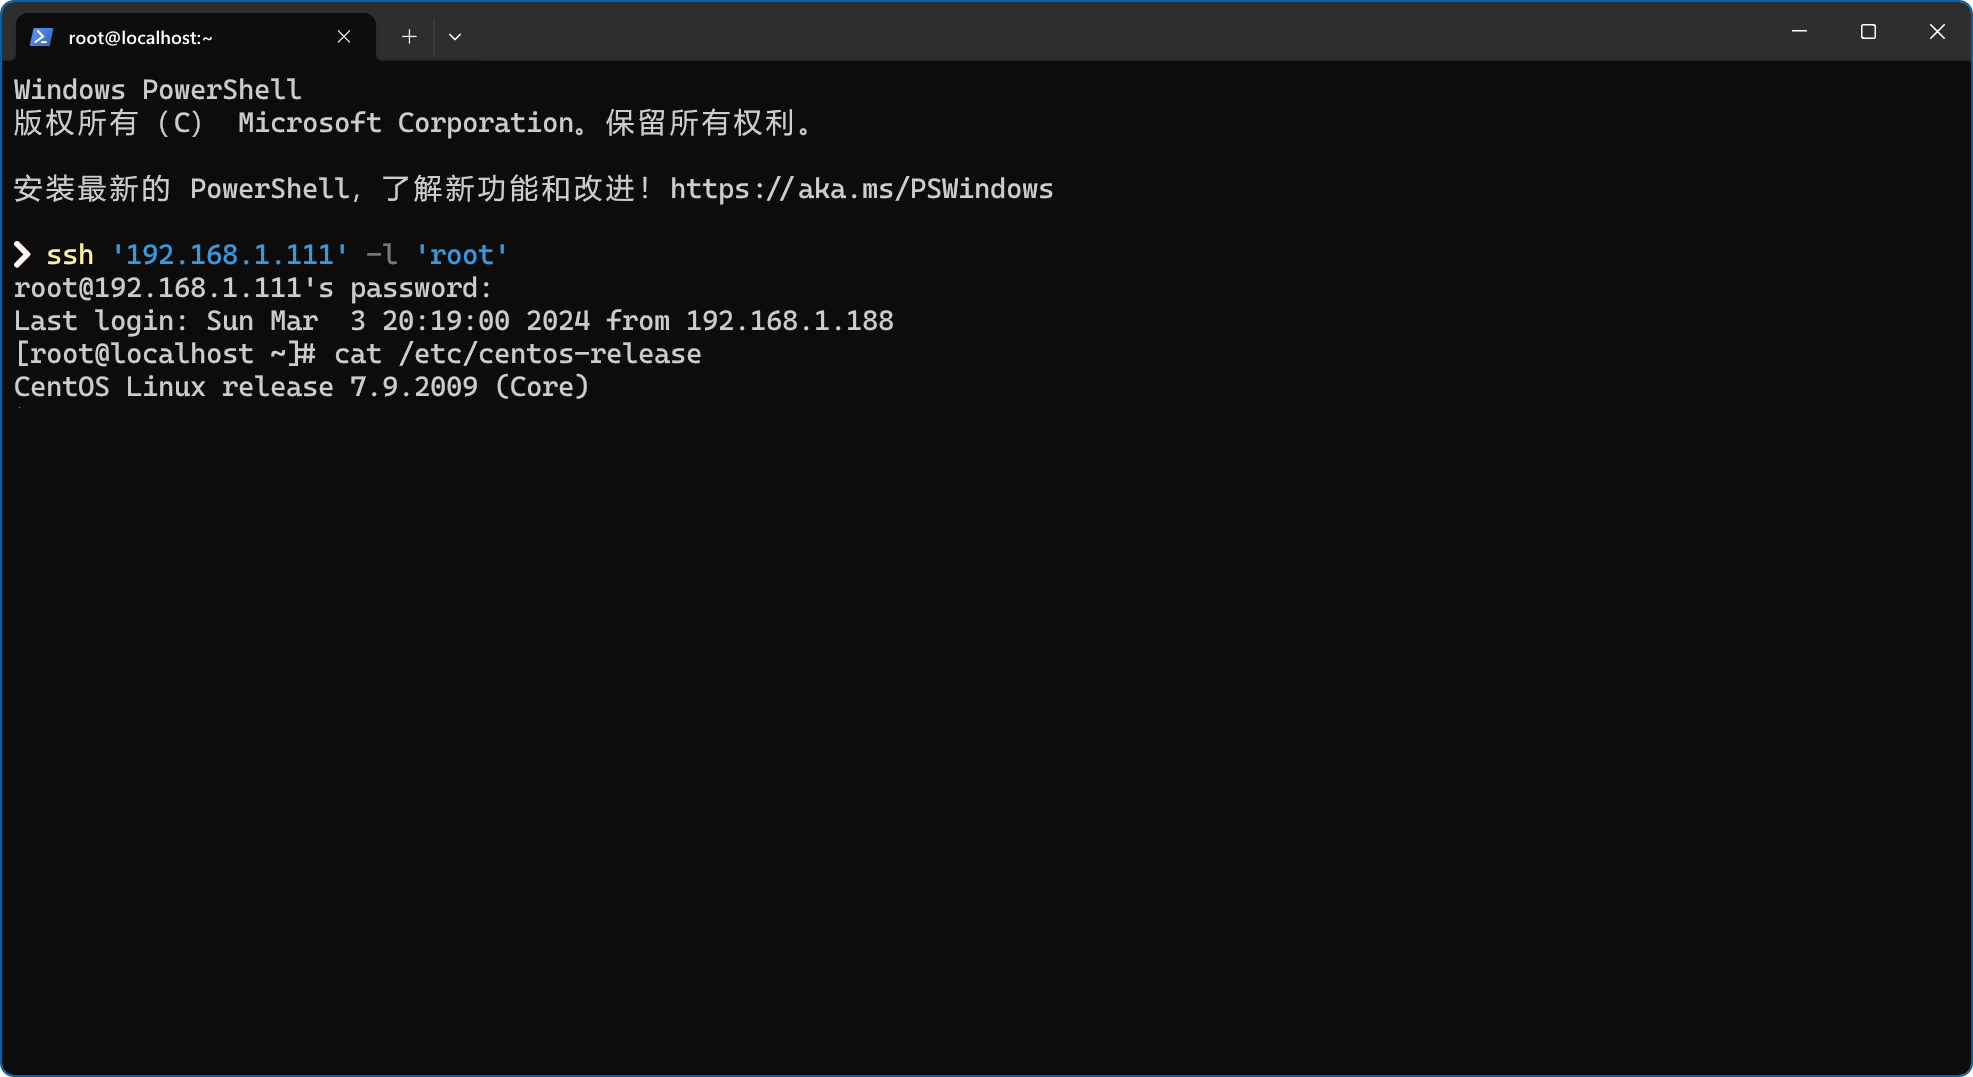 root@localhost:~
Windows PowerShell
版权所有（C） Microsoft Corporation。保留所有权利。
安装最新的 PowerShell，了解新功能和改进！https://aka.ms/PSWindows
❯ ssh '192.168.1.111' -l 'root'
root@192.168.1.111's password:
Last login: Sun Mar  3 20:19:00 2024 from 192.168.1.188
[root@localhost ~]# cat /etc/centos-release
CentOS Linux release 7.9.2009 (Core)